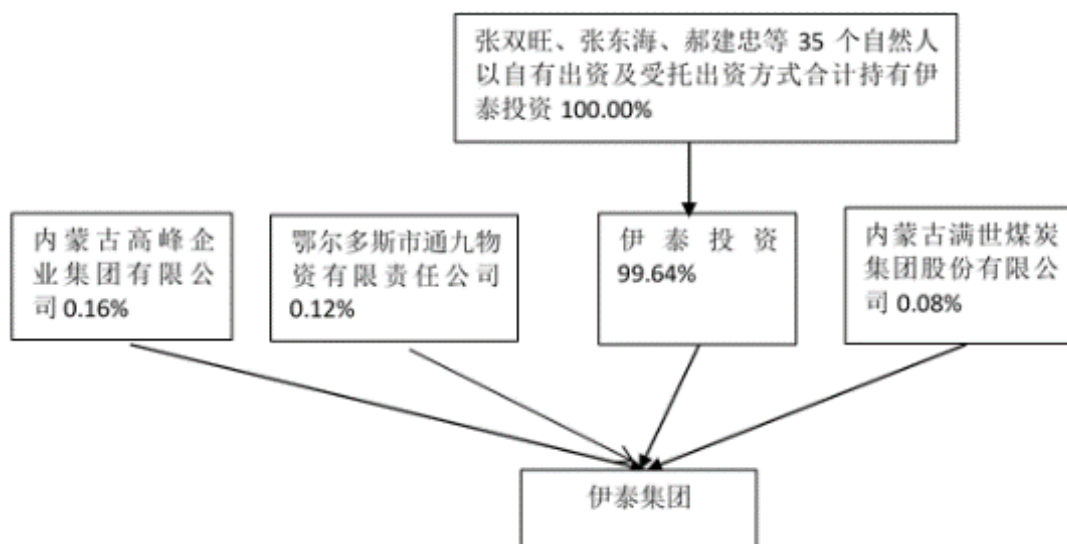 张双旺、张东海、郝建忠等 35 个自然人
以自有出资及受托出资方式合计持有伊
泰投资 100.00%
内蒙古高峰企
业集团有限公
司 0.16%
鄂尔多斯市通九物
资有限责任公司
0.12%
伊泰投资
99.64%
内蒙古满世煤炭
集团股份有限公
司 0.08%
伊泰集团